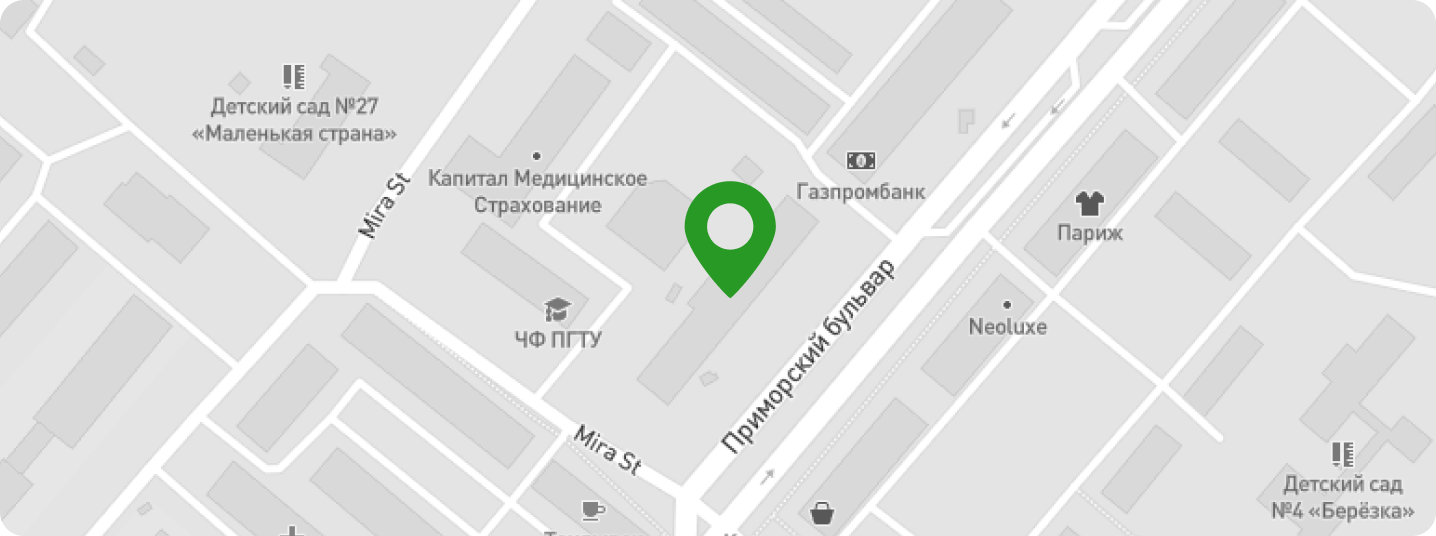 Детский сад №27
«Маленькая страна»
Mira St
Капитал Медицинское
Страхование
Газпромбанк
Париж
Neoluxe
ЧФ ПГТУ
Приморский бульвар
Mira St
Детский сад
№4 «Берёзка»